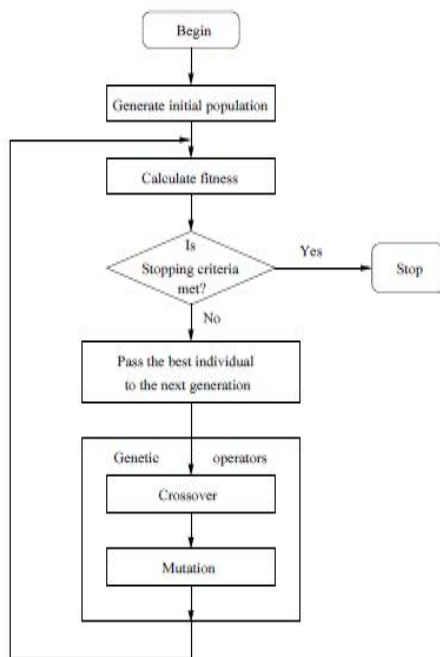 Begin
Generate initial population
Calculate fitness
Is
Stopping criteria
met?
Yes
Stop
No
Pass the best individual
to the next generation
Genetic operators
Crossover
Mutation